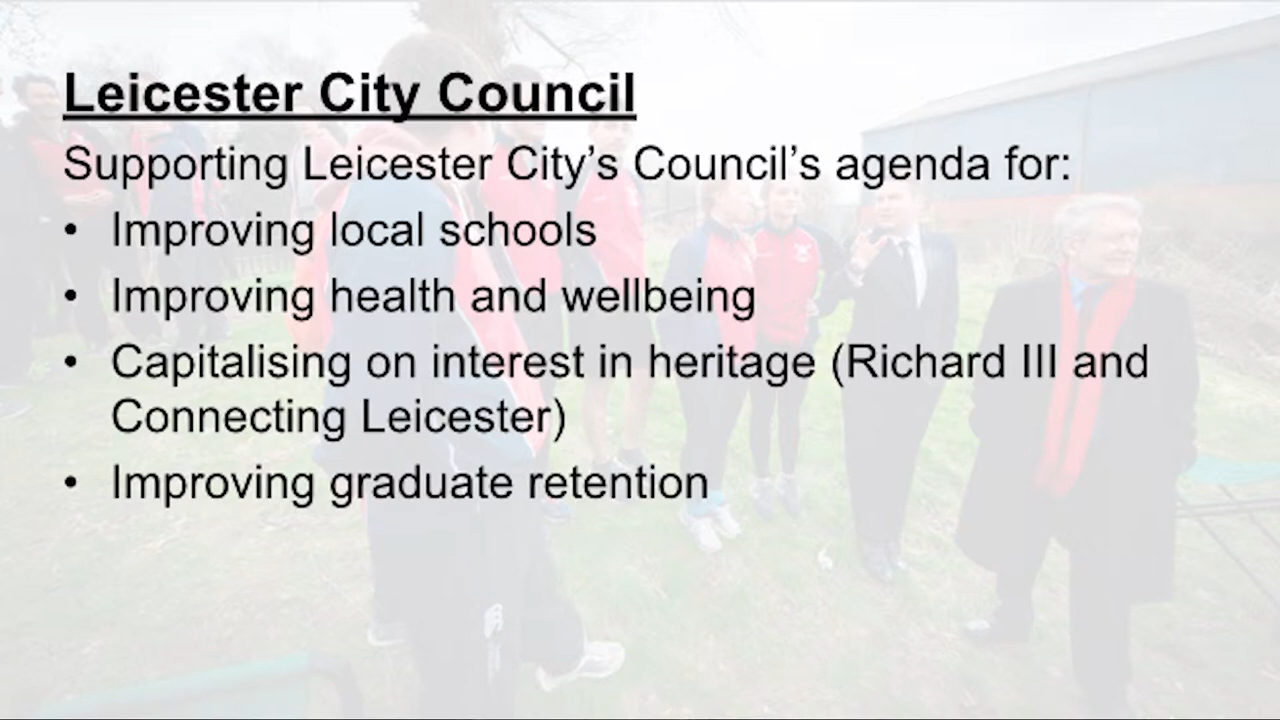 Leicester City Council
Supporting Leicester City’s Council’s agenda for:
• Improving local schools
• Improving health and wellbeing
• Capitalising on interest in heritage (Richard III and
Connecting Leicester)
• Improving graduate retention